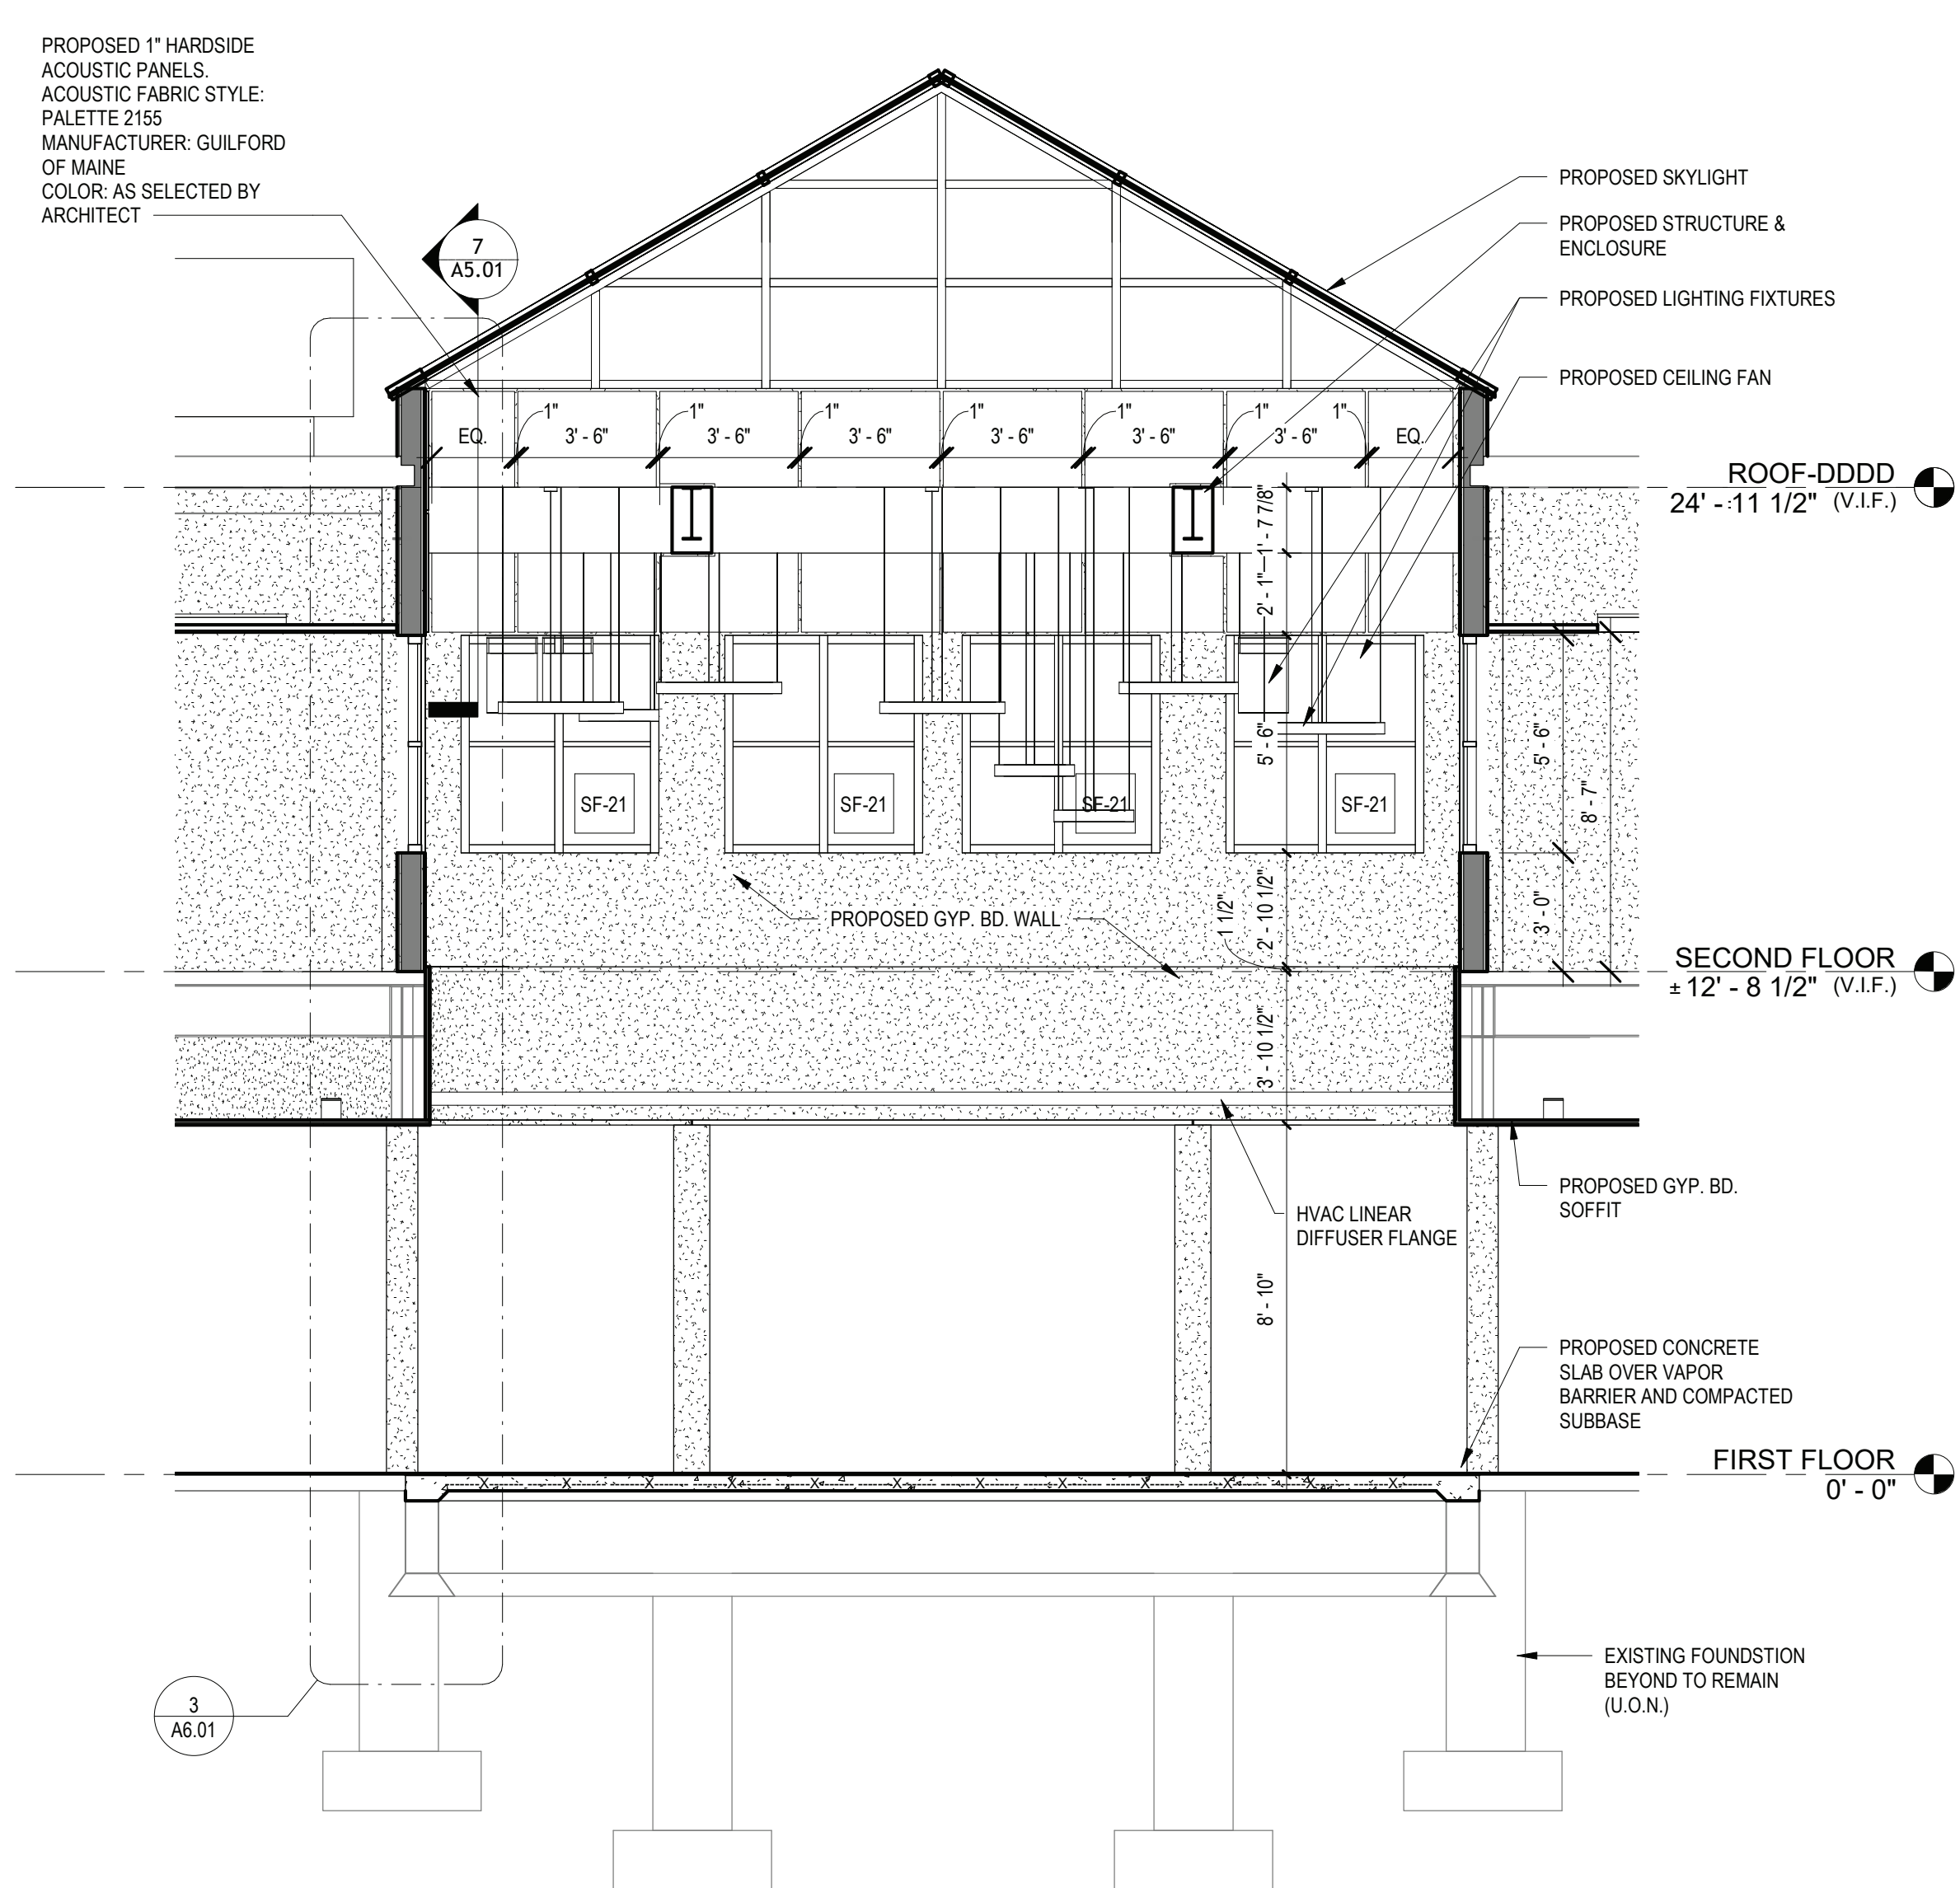 PROPOSED 1" HARDSIDE
ACOUSTIC PANELS.
ACOUSTIC FABRIC STYLE:
PALETTE 2155
MANUFACTURER: GUILFORD
OF MAINE
COLOR: AS SELECTED BY
ARCHITECT
7
A5.01
PROPOSED SKYLIGHT
PROPOSED STRUCTURE &
ENCLOSURE
PROPOSED LIGHTING FIXTURES
PROPOSED CEILING FAN
1" 1" 1" 1" 1" 1" 1"
EQ. 3' - 6" 3' - 6" 3' - 6" 3' - 6" 3' - 6" 3' - 6" EQ.
ROOF-DDDD
24' - 11 1/2" (V.I.F.)
1' - 7 7/8"
2' - 1"
5' - 6"
5' - 6"
8' - 7"
SF-21 SF-21 SF-21 SF-21
PROPOSED GYP. BD. WALL
1 1/2"
2' - 10 1/2"
3' - 0"
SECOND FLOOR
± 12' - 8 1/2" (V.I.F.)
3' - 10 1/2"
PROPOSED GYP. BD.
SOFFIT
HVAC LINEAR
DIFFUSER FLANGE
8' - 10"
PROPOSED CONCRETE
SLAB OVER VAPOR
BARRIER AND COMPACTED
SUBBASE
FIRST FLOOR
0' - 0"
EXISTING FOUNDSTION
BEYOND TO REMAIN
(U.O.N.)
3
A6.01